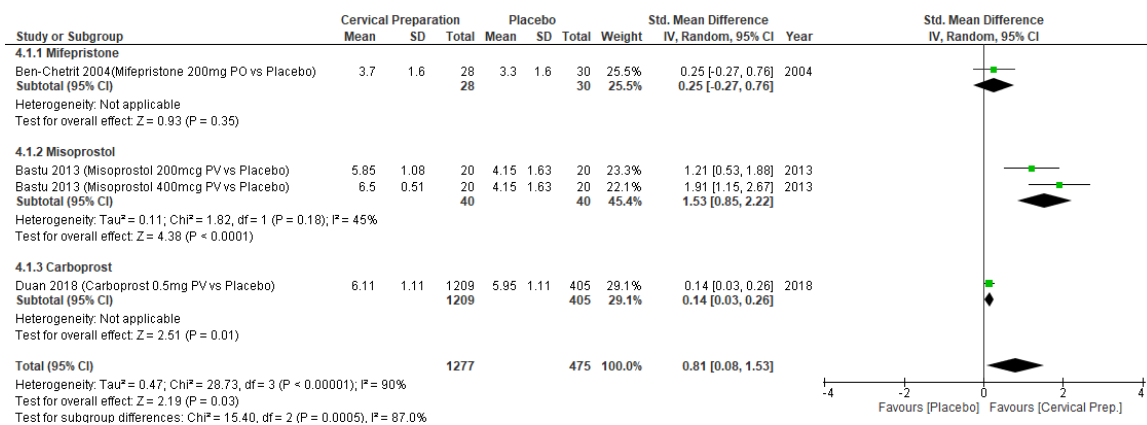 Cervical Preparation Placebo Std. Mean Difference Std. Mean Difference
Study or Subgroup Mean SD Total Mean SD Total Weight IV, Random, 95% CI Year IV, Random, 95% CI
4.1.1 Mifepristone
Ben-Chetrit 2004(Mifepristone 200mg PO vs Placebo) 3.7 1.6 28 3.3 1.6 30 25.5% 0.25 [-0.27, 0.76] 2004
Subtotal (95% CI) 28 30 25.5% 0.25 [-0.27, 0.76]
Heterogeneity: Not applicable
Test for overall effect: Z = 0.93 (P = 0.35)
4.1.2 Misoprostol
Bastu 2013 (Misoprostol 200mcg PV vs Placebo) 5.85 1.08 20 4.15 1.63 20 23.3% 1.21 [0.53, 1.88] 2013
Bastu 2013 (Misoprostol 400mcg PV vs Placebo) 6.5 0.51 20 4.15 1.63 20 22.1% 1.91 [1.15, 2.67] 2013
Subtotal (95% CI) 40 40 45.4% 1.53 [0.85, 2.22]
Heterogeneity: Tau² = 0.11; Chi² = 1.82, df = 1 (P = 0.18); I² = 45%
Test for overall effect: Z = 4.38 (P < 0.0001)
4.1.3 Carboprost
Duan 2018 (Carboprost 0.5mg PV vs Placebo) 6.11 1.11 1209 5.95 1.11 405 29.1% 0.14 [0.03, 0.26] 2018
Subtotal (95% CI) 1209 405 29.1% 0.14 [0.03, 0.26]
Heterogeneity: Not applicable
Test for overall effect: Z = 2.51 (P = 0.01)
Total (95% CI) 1277 475 100.0% 0.81 [0.08, 1.53]
Heterogeneity: Tau² = 0.47; Chi² = 28.73, df = 3 (P < 0.00001); I² = 90%
Test for overall effect: Z = 2.19 (P = 0.03)
Test for subgroup differences: Chi² = 15.40, df = 2 (P = 0.0005), I² = 87.0%
-4 -2 0 2 4
Favours [Placebo] Favours [Cervical Prep.]